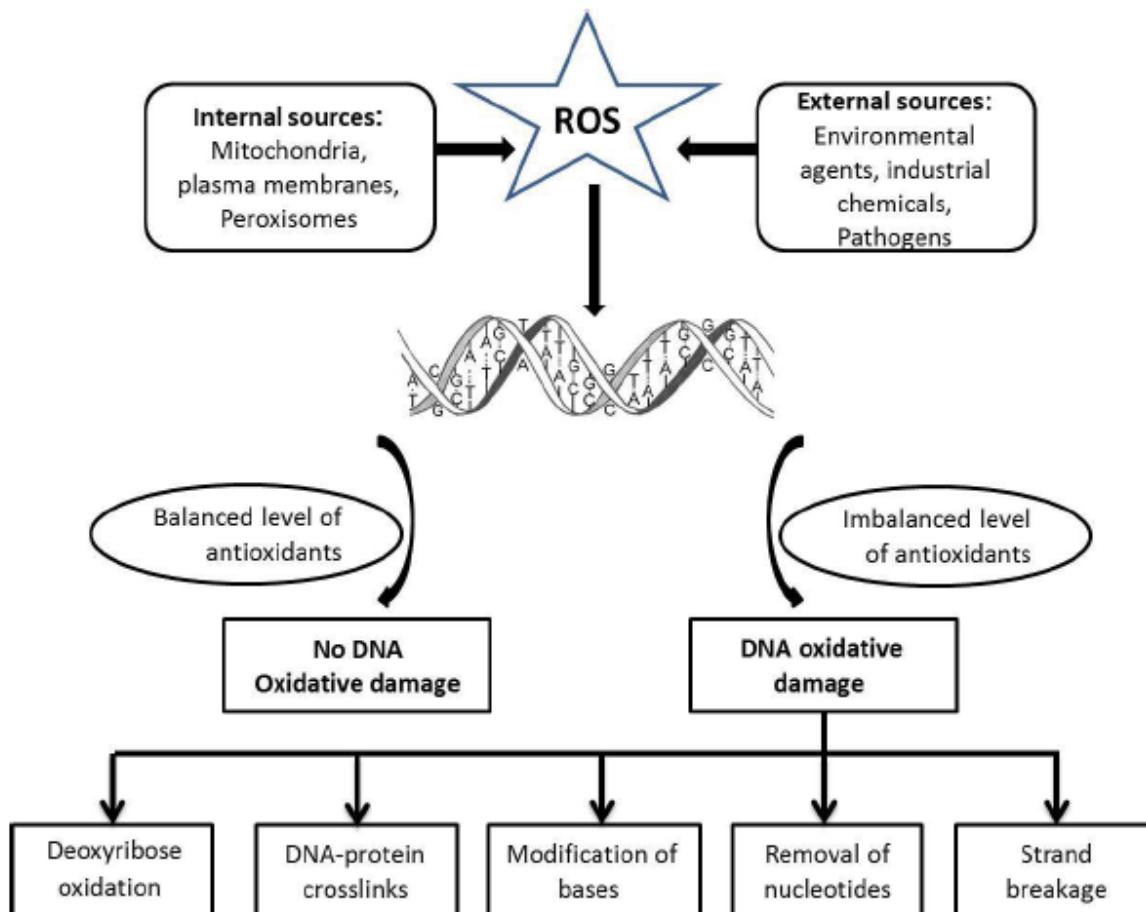 ROS
Internal sources:
Mitochondria,
plasma membranes,
Peroxisomes
External sources:
Environmental
agents, industrial
chemicals,
Pathogens
Balanced level of
antioxidants
Imbalanced level
of antioxidants
No DNA
Oxidative damage
DNA oxidative
damage
Deoxyribose
oxidation
DNA-protein
crosslinks
Modification of
bases
Removal of
nucleotides
Strand
breakage